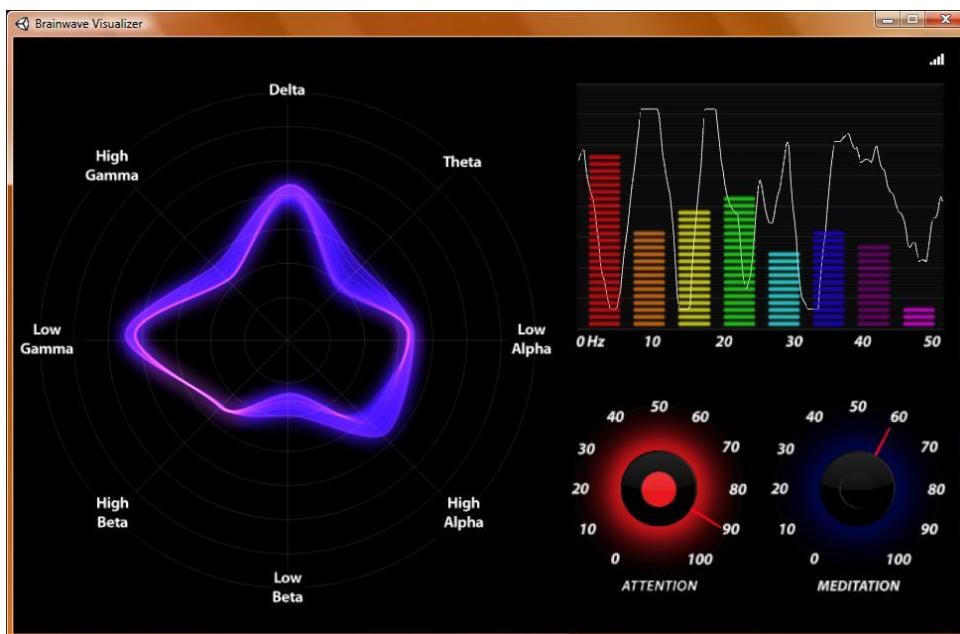 Brainwave Visualizer
Delta
Theta
High
Gamma
Low
Gamma
Low
Alpha
High
Beta
High
Alpha
Low
Beta
0 Hz 10 20 30 40 50
0 10 20 30 40 50 60 70 80 90 100
ATTENTION
0 10 20 30 40 50 60 70 80 90 100
MEDITATION